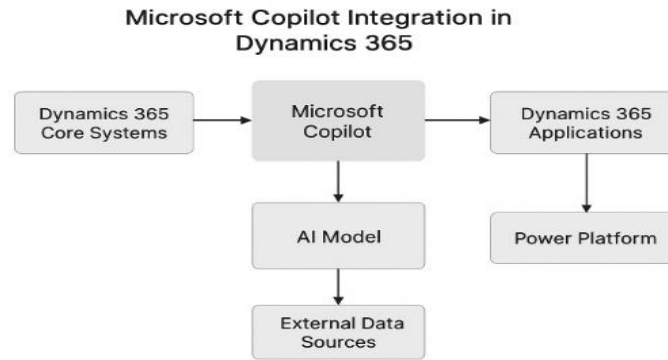 Microsoft Copilot Integration in
Dynamics 365
Dynamics 365
Core Systems
Microsoft
Copilot
Dynamics 365
Applications
AI Model
Power Platform
External Data
Sources